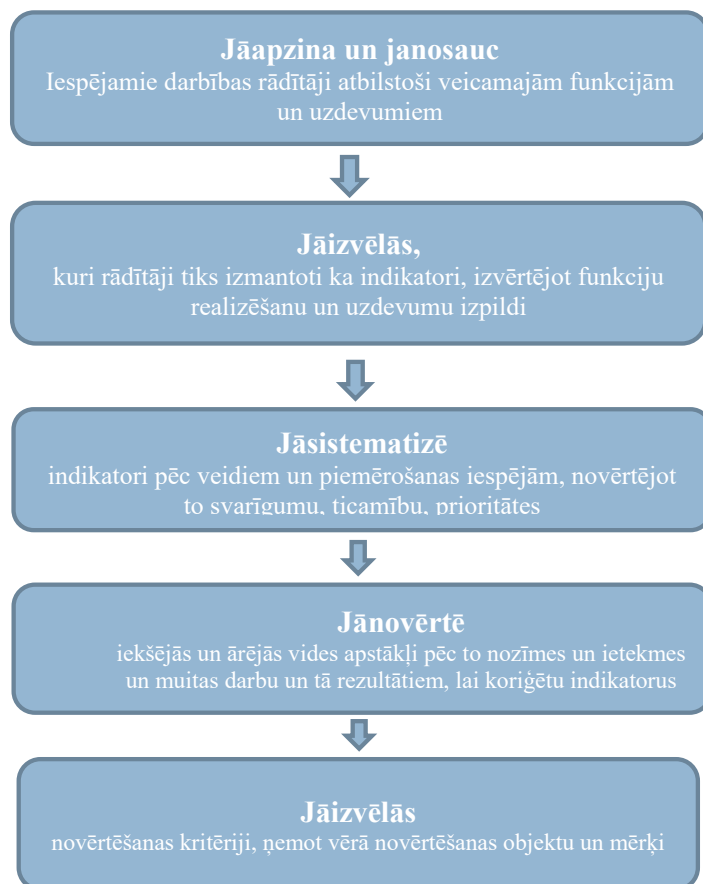 Jāapzina un janosauc
Iespējamie darbības rādītāji atbilstoši veicamajām funkcijām
un uzdevumiem
Jāizvēlās,
kuri rādītāji tiks izmantoti ka indikatori, izvērtējot funkciju
realizēšanu un uzdevumu izpildi
Jāsistematizē
indikatori pēc veidiem un piemērošanas iespējām, novērtējot
to svarīgumu, ticamību, prioritātes
Jānovērtē
iekšējās un ārējās vides apstākļi pēc to nozīmes un ietekmes
un muitas darbu un tā rezultātiem, lai koriģētu indikatorus
Jāizvēlās
novērtēšanas kritēriji, ņemot vērā novērtēšanas objektu un mērķi